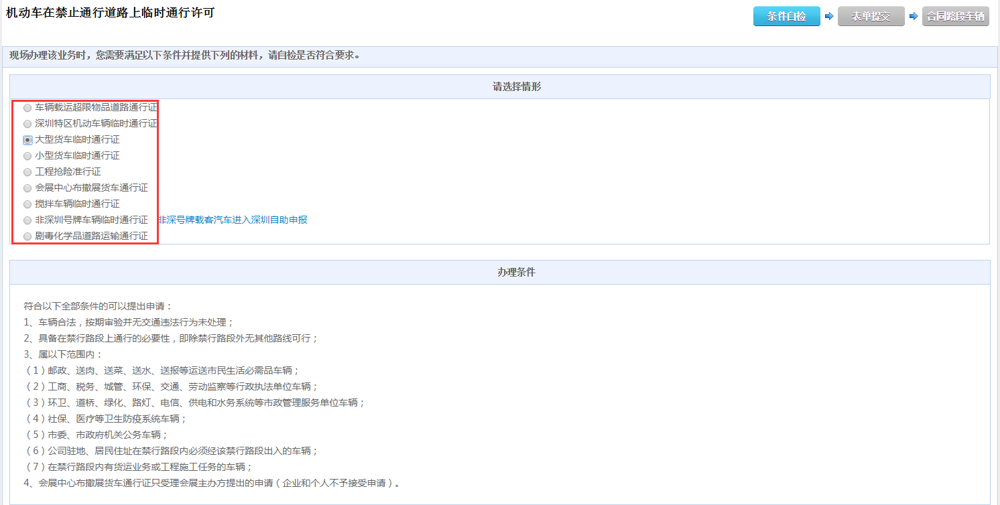 机动车在禁止通行道路上临时通行许可
条件自检
表单提交
合同路段车辆
现场办理该业务时，您需要满足以下条件并提供下列的材料，请自检是否符合要求。
请选择情形
车辆载运超限物品道路通行证
深圳特区机动车辆临时通行证
大型货车临时通行证
小型货车临时通行证
工程抢险准行证
会展中心布撤展货车通行证
搅拌车辆临时通行证
非深圳号牌车辆临时通行证 非深号牌载客汽车进入深圳自助申报
剧毒化学品道路运输通行证
办理条件
符合以下全部条件的可以提出申请：
1、车辆合法，按期审验并无交通违法行为未处理；
2、具备在禁行路段上通行的必要性，即除禁行路段外无其他路线可行；
3、属以下范围内：
（1）邮政、送肉、送菜、送水、送报等运送市民生活必需品车辆；
（2）工商、税务、城管、环保、交通、劳动监察等行政执法单位车辆；
（3）环卫、道桥、绿化、路灯、电信、供电和水务系统等市政管理服务单位车辆；
（4）社保、医疗等卫生防疫系统车辆；
（5）市委、市政府机关公务车辆；
（6）公司驻地、居民住址在禁行路段内必须经该禁行路段出入的车辆；
（7）在禁行路段内有货运业务或工程施工任务的车辆；
4、会展中心布撤展货车通行证只受理会展主办方提出的申请（企业和个人不予接受申请）。